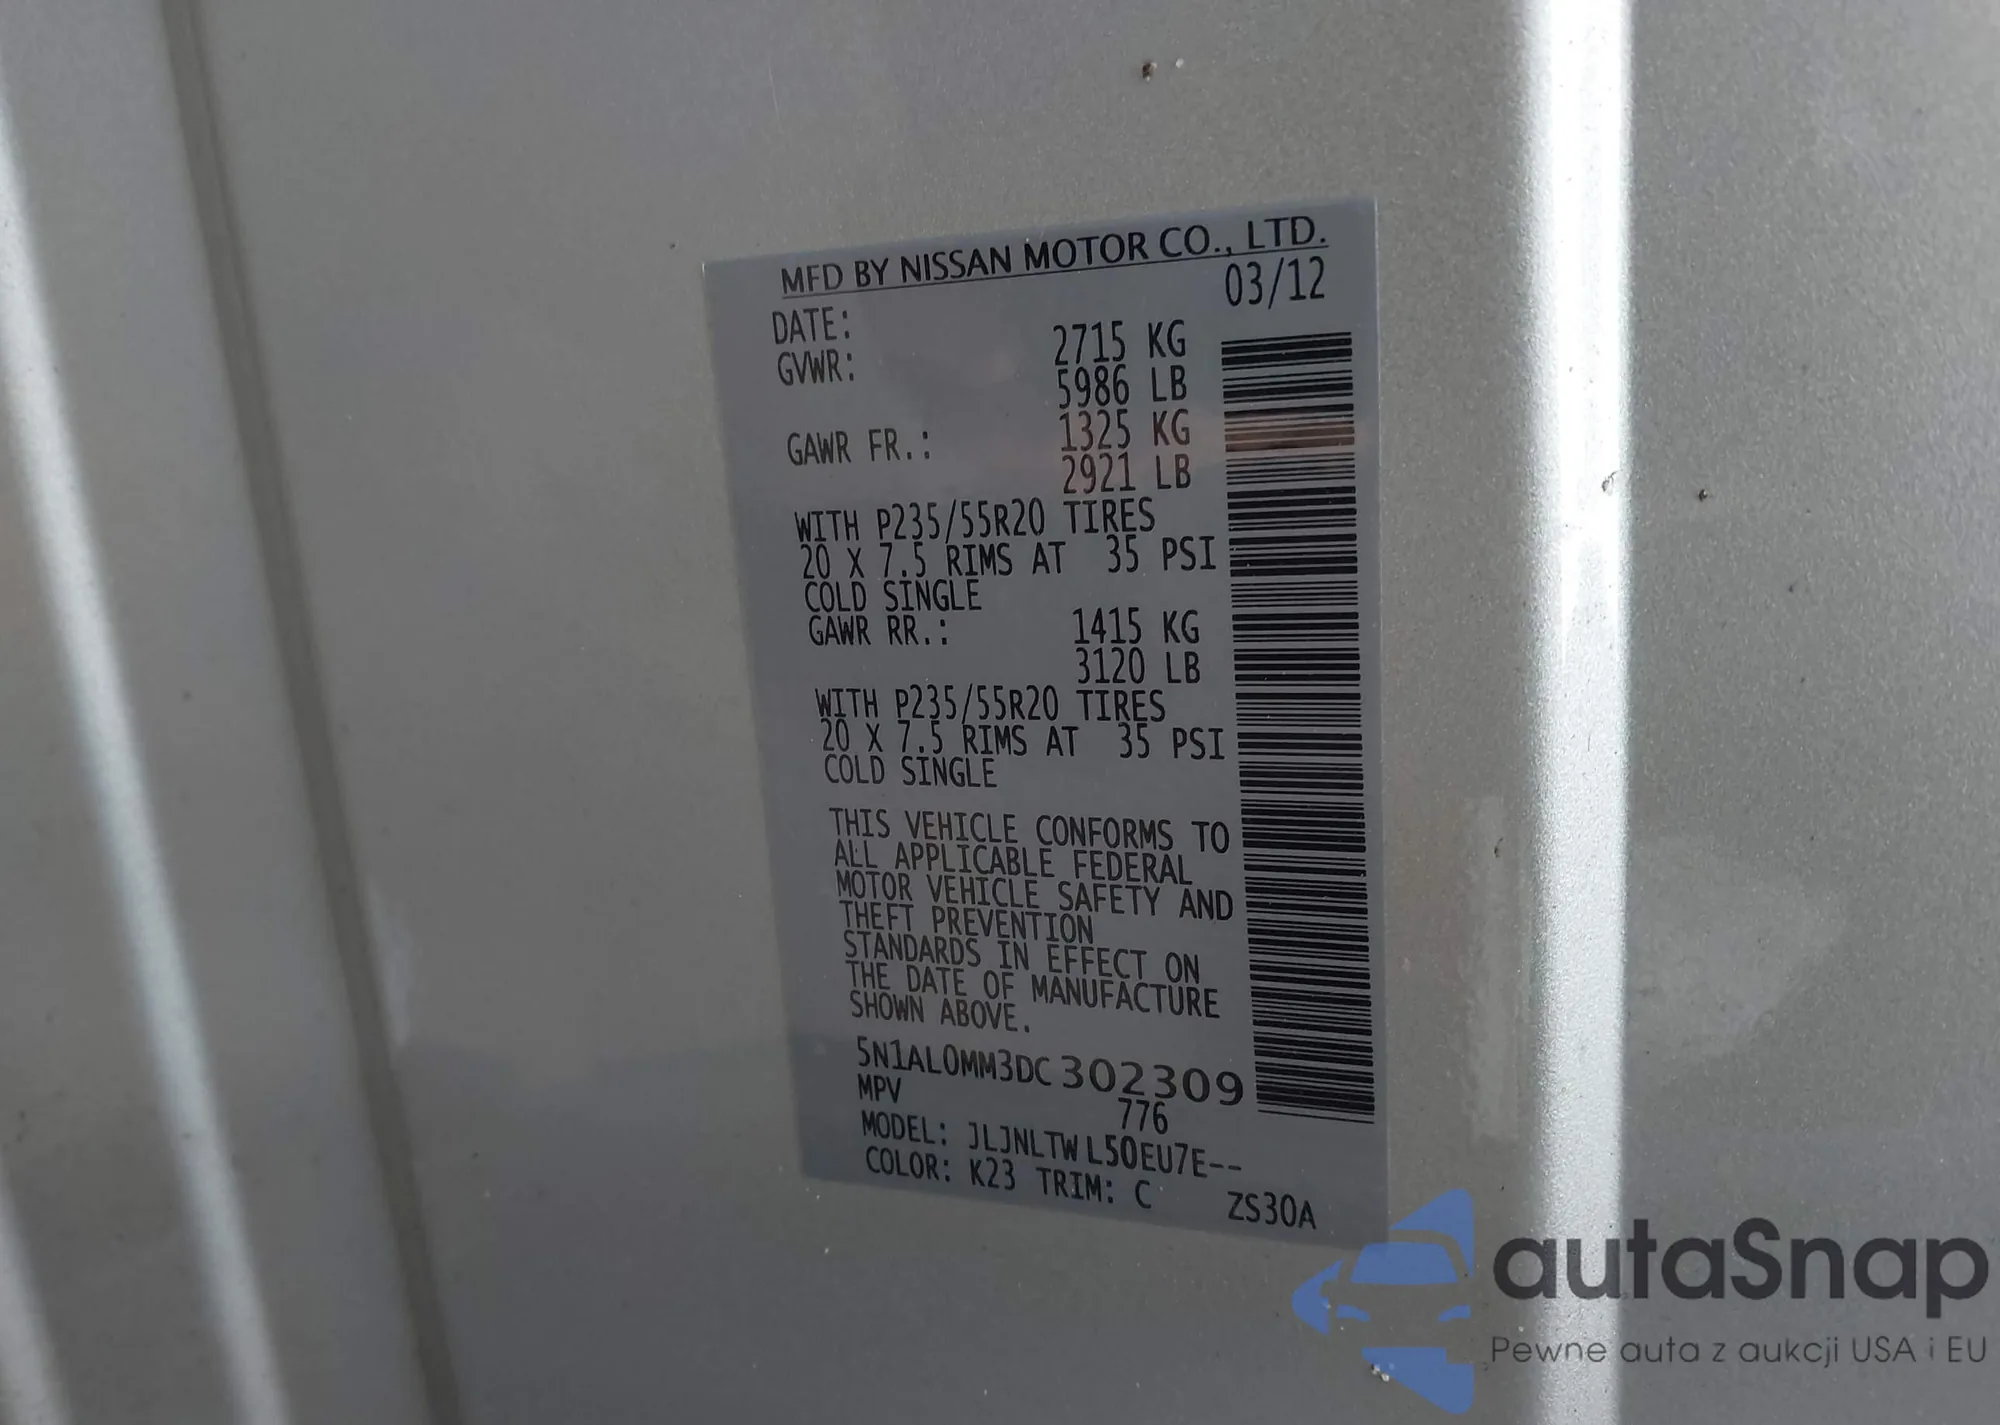 MFD BY NISSAN MOTOR CO., LTD.
DATE: 03/12
GVWR: 2715 KG
5986 LB
GAWR FR.: 1325 KG
2921 LB
WITH P235/55R20 TIRES
20 X 7.5 RIMS AT 35 PSI
COLD SINGLE
GAWR RR.: 1415 KG
3120 LB
WITH P235/55R20 TIRES
20 X 7.5 RIMS AT 35 PSI
COLD SINGLE
THIS VEHICLE CONFORMS TO
ALL APPLICABLE FEDERAL
MOTOR VEHICLE SAFETY AND
THEFT PREVENTION
STANDARDS IN EFFECT ON
THE DATE OF MANUFACTURE
SHOWN ABOVE.
5N1AL0MM3DC302309
MPV 776
MODEL: JLJNLTWL50EU7E--
COLOR: K23 TRIM: C ZS30A
autaSnap
Pewne auta z aukcji USA i EU